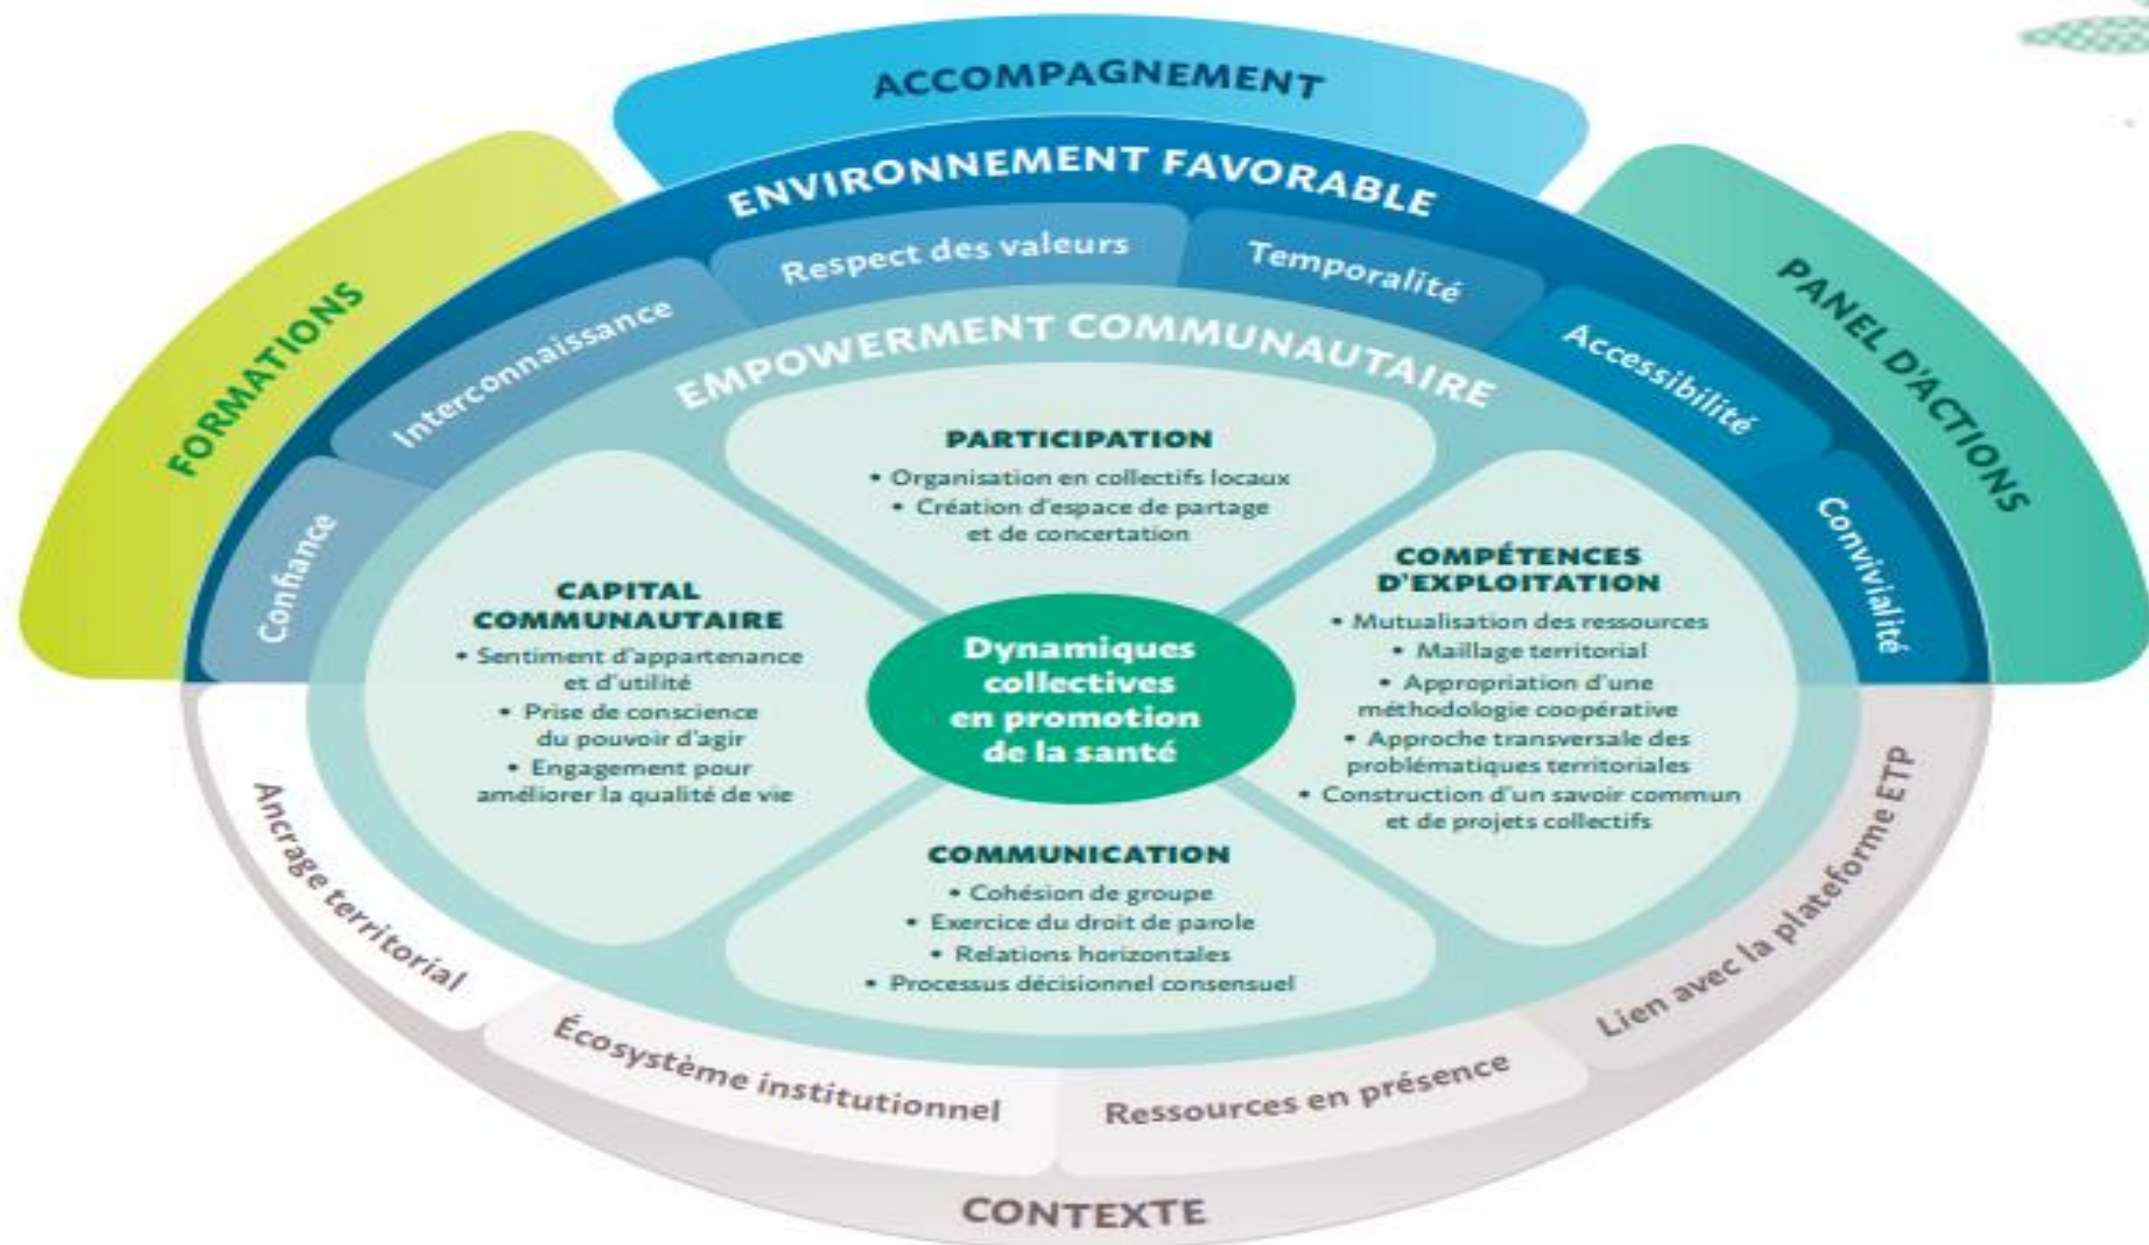 ACCOMPAGNEMENT
FORMATIONS
PANEL D'ACTIONS
ENVIRONNEMENT FAVORABLE
Confiance
Interconnaissance
Respect des valeurs
Temporalité
Accessibilité
Convivialité
EMPOWERMENT COMMUNAUTAIRE
PARTICIPATION
• Organisation en collectifs locaux
• Création d'espace de partage
et de concertation
CAPITAL
COMMUNAUTAIRE
• Sentiment d'appartenance
et d'utilité
• Prise de conscience
du pouvoir d'agir
• Engagement pour
améliorer la qualité de vie
Dynamiques
collectives
en promotion
de la santé
COMPÉTENCES
D'EXPLOITATION
• Mutualisation des ressources
• Maillage territorial
• Appropriation d'une
méthodologie coopérative
• Approche transversale des
problématiques territoriales
• Construction d'un savoir commun
et de projets collectifs
COMMUNICATION
• Cohésion de groupe
• Exercice du droit de parole
• Relations horizontales
• Processus décisionnel consensuel
Ancrage territorial
Écosystème institutionnel
Ressources en présence
Lien avec la plateforme ETP
CONTEXTE